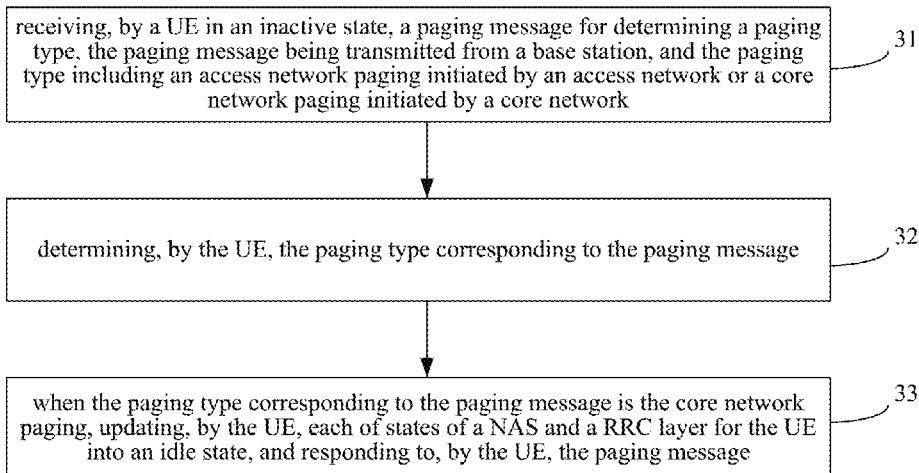 receiving, by a UE in an inactive state, a paging message for determining a paging
type, the paging message being transmitted from a base station, and the paging
type including an access network paging initiated by an access network or a core
network paging initiated by a core network
31
determining, by the UE, the paging type corresponding to the paging message
32
when the paging type corresponding to the paging message is the core network
paging, updating, by the UE, each of states of a NAS and a RRC layer for the UE
into an idle state, and responding to, by the UE, the paging message
33